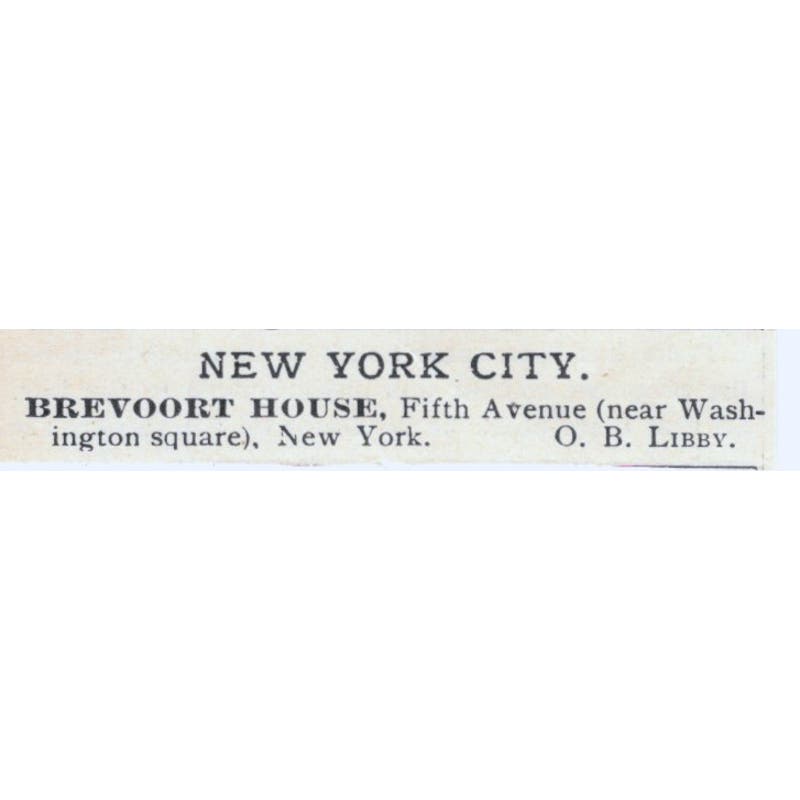 NEW YORK CITY.
BREVOORT HOUSE, Fifth Avenue (near Wash-
ington square), New York. O. B. LIBBY.